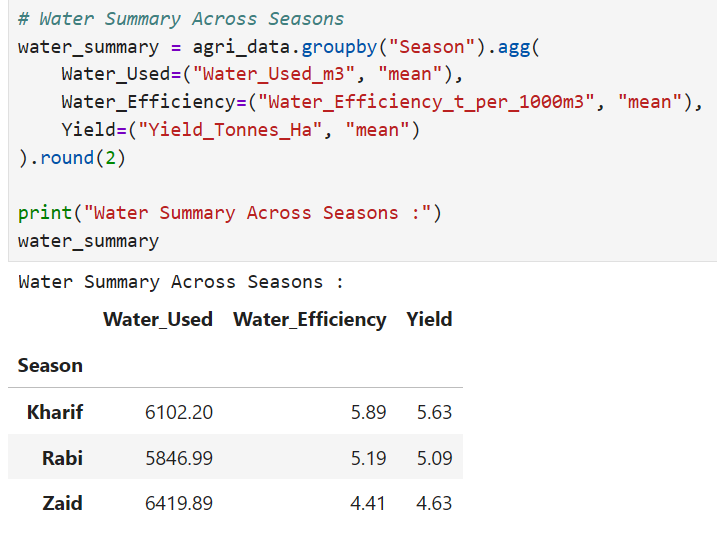 # Water Summary Across Seasons
water_summary = agri_data.groupby("Season").agg(
    Water_Used=("Water_Used_m3", "mean"),
    Water_Efficiency=("Water_Efficiency_t_per_1000m3", "mean"),
    Yield=("Yield_Tonnes_Ha", "mean")
).round(2)

print("Water Summary Across Seasons :")
water_summary
Water Summary Across Seasons :
Water_Used Water_Efficiency Yield
Season
Kharif 6102.20 5.89 5.63
Rabi 5846.99 5.19 5.09
Zaid 6419.89 4.41 4.63